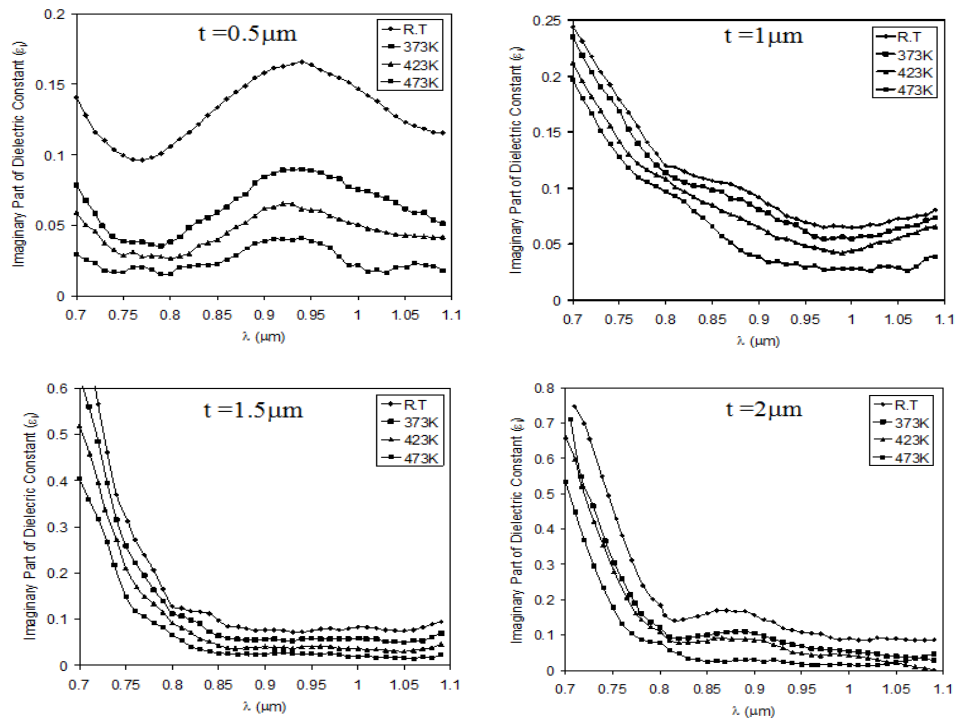 t =0.5µm
Imaginary Part of Dielectric Constant (εi)
0.2
0.15
0.1
0.05
0
R.T
373K
423K
473K
0.7 0.75 0.8 0.85 0.9 0.95 1 1.05 1.1
λ (µm)
t =1µm
Imaginary Part of Dielectric Constant (εi)
0.25
0.2
0.15
0.1
0.05
0
R.T
373K
423K
473K
0.7 0.75 0.8 0.85 0.9 0.95 1 1.05 1.1
λ (µm)
t =1.5µm
Imaginary Part of Dielecric Constant (εi)
0.6
0.5
0.4
0.3
0.2
0.1
0
R.T
373K
423K
473K
0.7 0.75 0.8 0.85 0.9 0.95 1 1.05 1.1
λ (µm)
t =2µm
Imaginary Part of Dielectric Constant (εi)
0.8
0.7
0.6
0.5
0.4
0.3
0.2
0.1
0
R.T
373K
423K
473K
0.7 0.75 0.8 0.85 0.9 0.95 1 1.05 1.1
λ (µm)